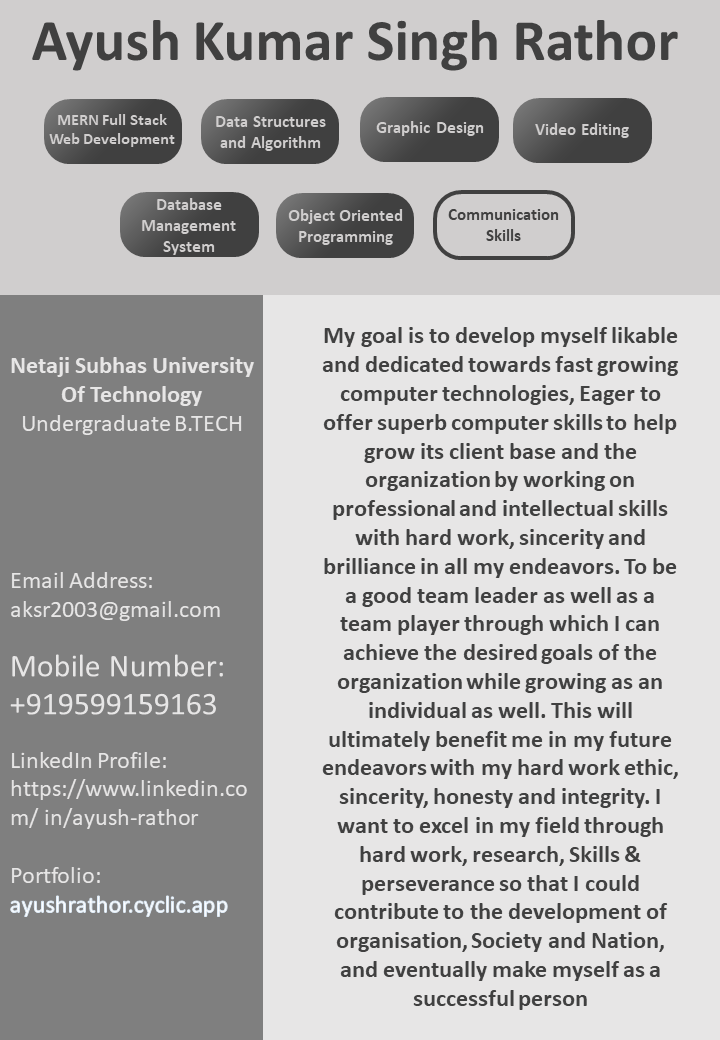 Ayush Kumar Singh Rathor
MERN Full Stack
Web Development
Data Structures
and Algorithm
Graphic Design
Video Editing
Database
Management
System
Object Oriented
Programming
Communication
Skills
Netaji Subhas University
Of Technology
Undergraduate B.TECH
Email Address:
aksr2003@gmail.com
Mobile Number:
+919599159163
LinkedIn Profile:
https://www.linkedin.co
m/ in/ayush-rathor
Portfolio:
ayushrathor.cyclic.app
My goal is to develop myself likable
and dedicated towards fast growing
computer technologies, Eager to
offer superb computer skills to help
grow its client base and the
organization by working on
professional and intellectual skills
with hard work, sincerity and
brilliance in all my endeavors. To be
a good team leader as well as a
team player through which I can
achieve the desired goals of the
organization while growing as an
individual as well. This will
ultimately benefit me in my future
endeavors with my hard work ethic,
sincerity, honesty and integrity. I
want to excel in my field through
hard work, research, Skills &
perseverance so that I could
contribute to the development of
organisation, Society and Nation,
and eventually make myself as a
successful person